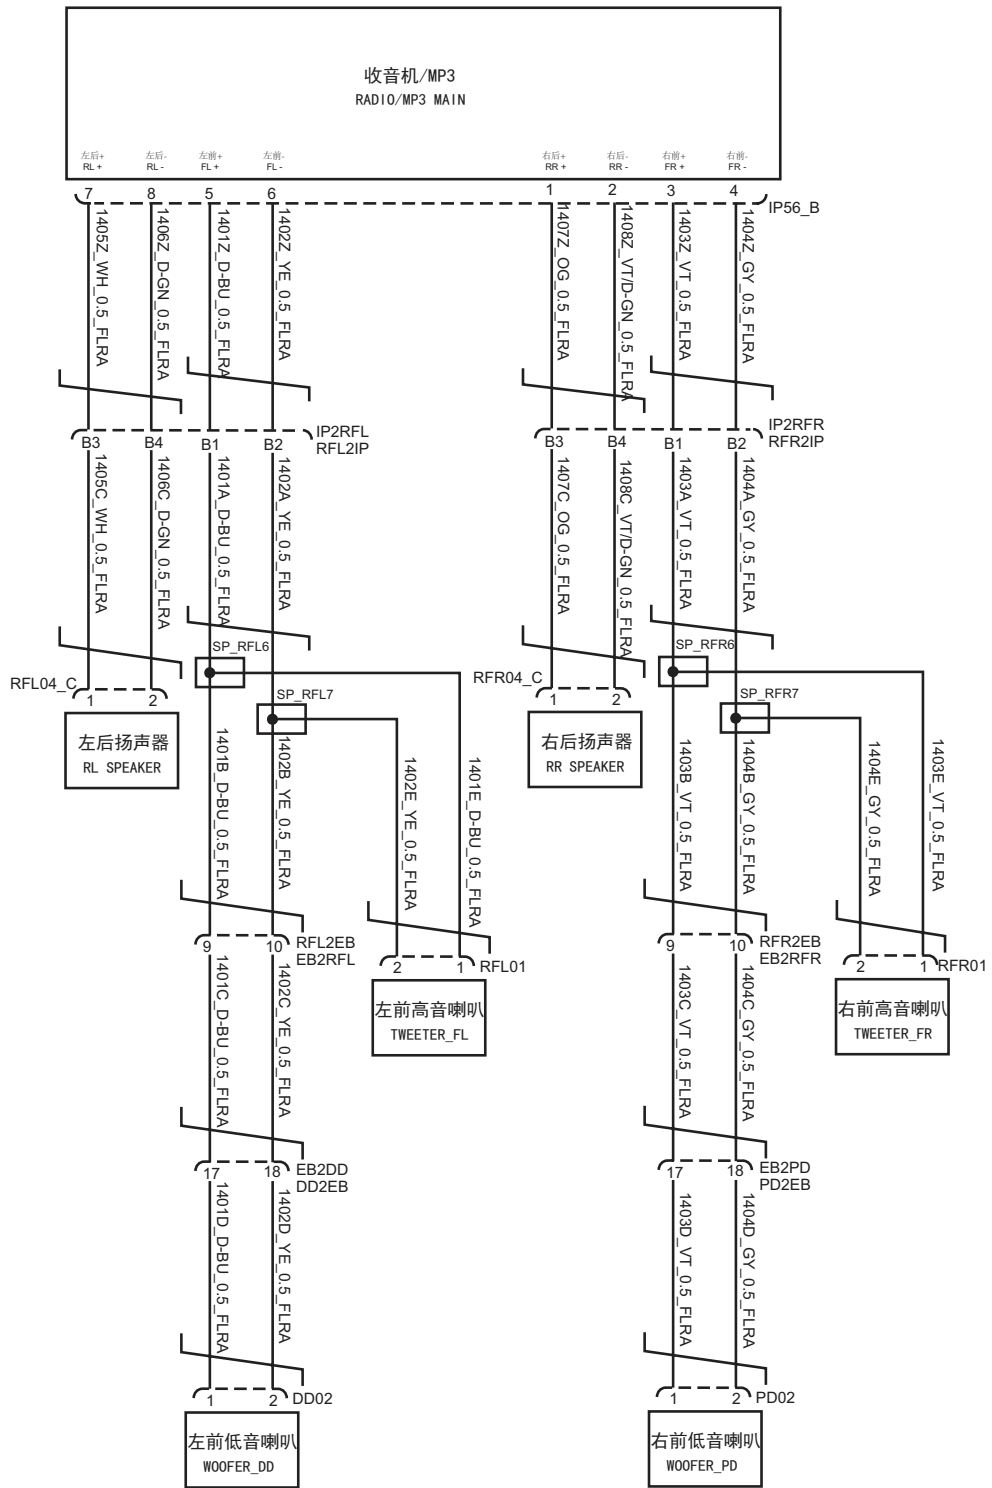 收音机/MP3
RADIO/MP3 MAIN
左后+ 左后- 左前+ 左前- 右后+ 右后- 右前+ 右前-
RL + RL - FL + FL - RR + RR - FR + FR -
7 8 5 6 1 2 3 4
IP56_B
1405Z_WH_0.5_FLRA
1406Z_D-GN_0.5_FLRA
1401Z_D-BU_0.5_FLRA
1402Z_YE_0.5_FLRA
1407Z_OG_0.5_FLRA
1408Z_VT/D-GN_0.5_FLRA
1403Z_VT_0.5_FLRA
1404Z_GY_0.5_FLRA
B3 B4 B1 B2
IP2RFL
RFL2IP
B3 B4 B1 B2
IP2RFR
RFR2IP
1405C_WH_0.5_FLRA
1406C_D-GN_0.5_FLRA
1401A_D-BU_0.5_FLRA
1402A_YE_0.5_FLRA
1407C_OG_0.5_FLRA
1408C_VT/D-GN_0.5_FLRA
1403A_VT_0.5_FLRA
1404A_GY_0.5_FLRA
SP_RFL6
SP_RFR6
RFL04_C
1 2
SP_RFL7
RFR04_C
1 2
SP_RFR7
左后扬声器
RL SPEAKER
右后扬声器
RR SPEAKER
1401B_D-BU_0.5_FLRA
1402B_YE_0.5_FLRA
1402E_YE_0.5_FLRA
1401E_D-BU_0.5_FLRA
1403B_VT_0.5_FLRA
1404B_GY_0.5_FLRA
1404E_GY_0.5_FLRA
1403E_VT_0.5_FLRA
9 10
RFL2EB
EB2RFL
2 1
RFL01
9 10
RFR2EB
EB2RFR
2 1
RFR01
左前高音喇叭
TWEETER_FL
右前高音喇叭
TWEETER_FR
1401C_D-BU_0.5_FLRA
1402C_YE_0.5_FLRA
1403C_VT_0.5_FLRA
1404C_GY_0.5_FLRA
17 18
EB2DD
DD2EB
17 18
EB2PD
PD2EB
1401D_D-BU_0.5_FLRA
1402D_YE_0.5_FLRA
1403D_VT_0.5_FLRA
1404D_GY_0.5_FLRA
1 2
DD02
1 2
PD02
左前低音喇叭
WOOFER_DD
右前低音喇叭
WOOFER_PD